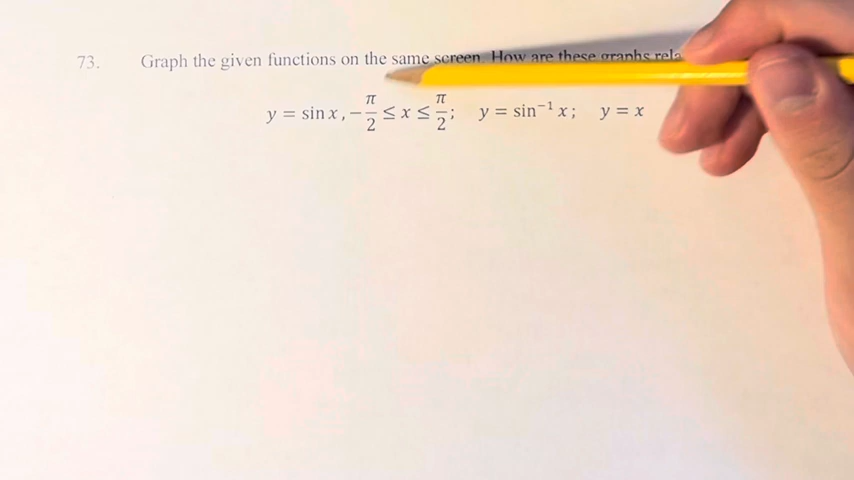 73. Graph the given functions on the same screen. How are these graphs
y = sin x, −π/2 ≤ x ≤ π/2; y = sin⁻¹ x; y = x